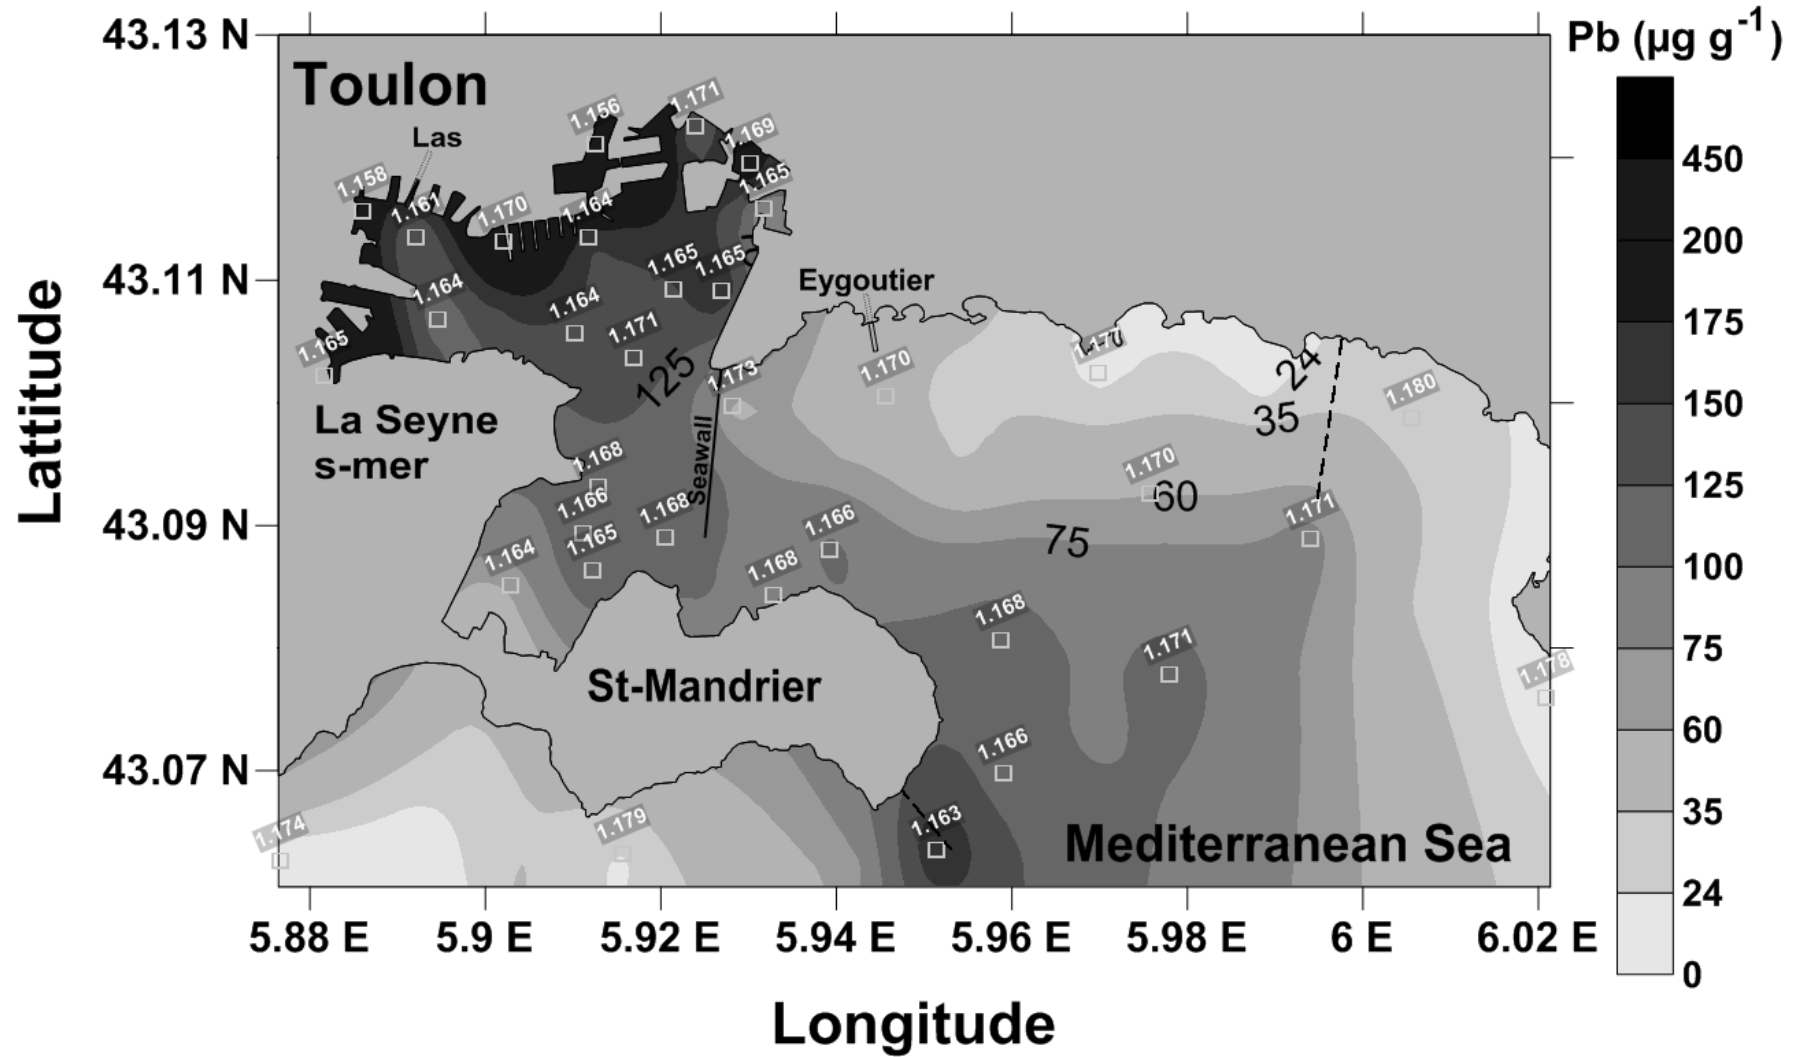 43.13 N
Pb (µg g⁻¹)
Toulon
1.171
1.156
Las
1.169
450
1.158
1.165
1.161
1.170
1.164
200
1.165
1.165
43.11 N
Eygoutier
1.164
1.164
175
1.171
1.165
1.177
24
125
1.173
1.170
1.180
150
La Seyne
s-mer
35
Lattitude
Seawall
1.168
1.170
125
60
1.166
1.168
1.171
43.09 N
1.166
1.165
75
1.164
1.168
100
1.168
1.171
75
1.178
St-Mandrier
60
1.166
43.07 N
1.174
1.179
1.163
35
Mediterranean Sea
24
5.88 E
5.9 E
5.92 E
5.94 E
5.96 E
5.98 E
6 E
6.02 E
0
Longitude